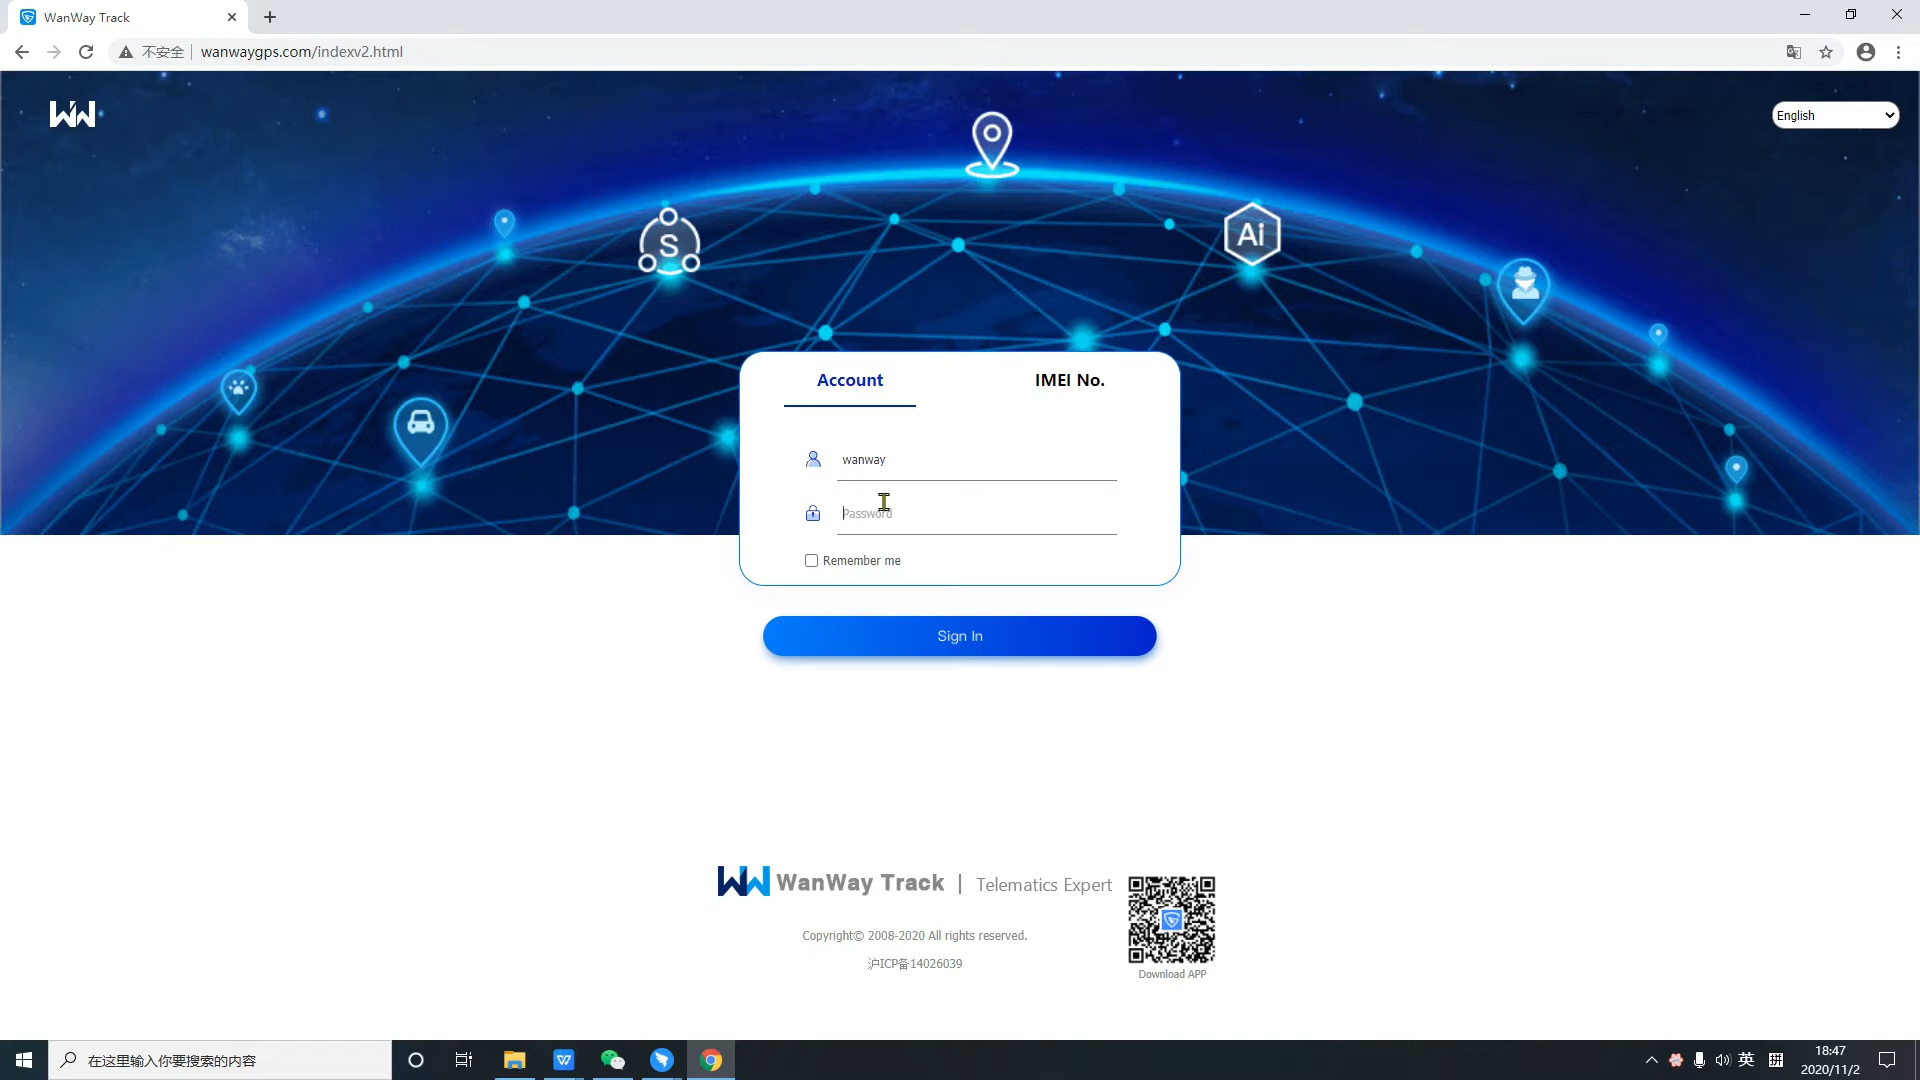 WanWay Track
不安全 wanwaygps.com/indexv2.html
WW
English
S
Ai
Account IMEI No.
wanway
Password
Remember me
Sign In
WW WanWay Track | Telematics Expert
Copyright© 2008-2020 All rights reserved.
沪ICP备14026039
Download APP
在这里输入你要搜索的内容
英
拼
18:47
2020/11/2